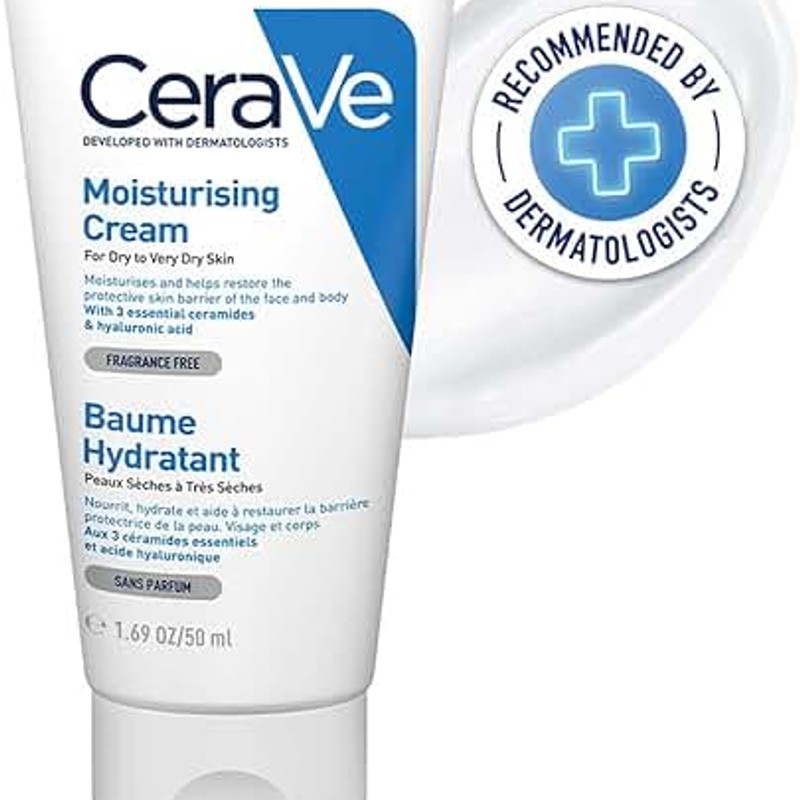 CeraVe
DEVELOPED WITH DERMATOLOGISTS
Moisturising
Cream
For Dry to Very Dry Skin
Moisturises and helps restore the
protective skin barrier of the face and body
With 3 essential ceramides
& hyaluronic acid
FRAGRANCE FREE
Baume
Hydratant
Peaux Sèches à Très Sèches
Nourrit, hydrate et aide à restaurer la barrière
protectrice de la peau. Visage et corps
Aux 3 céramides essentiels
et acide hyaluronique
SANS PARFUM
1.69 OZ/50 ml
RECOMMENDED BY
DERMATOLOGISTS